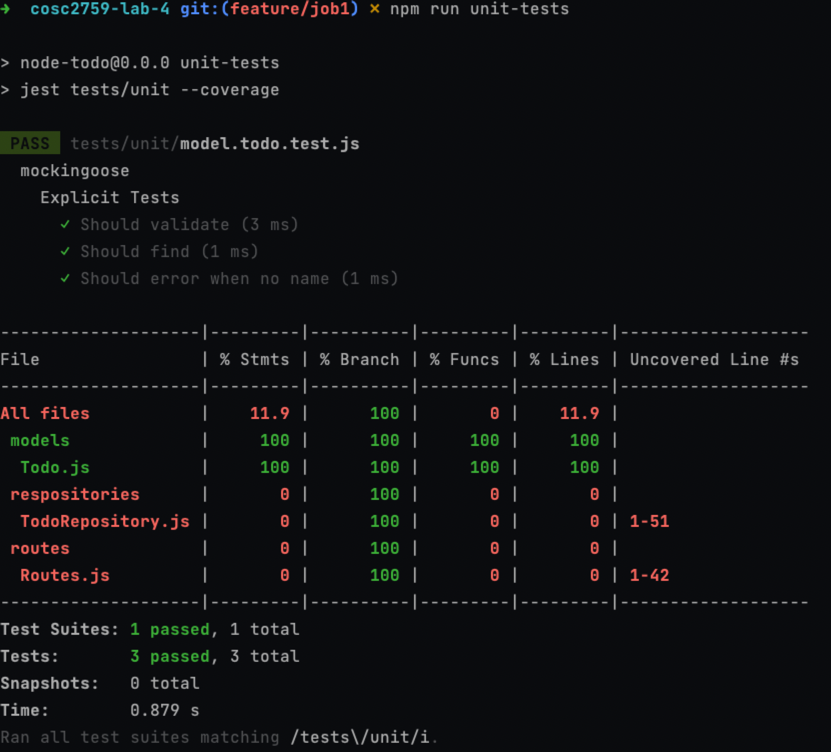 → cosc2759-lab-4 git:(feature/job1) × npm run unit-tests
> node-todo@0.0.0 unit-tests
> jest tests/unit --coverage
PASS tests/unit/model.todo.test.js
mockingoose
Explicit Tests
✓ Should validate (3 ms)
✓ Should find (1 ms)
✓ Should error when no name (1 ms)
--------------------|---------|----------|---------|---------|-------------------
File                | % Stmts | % Branch | % Funcs | % Lines | Uncovered Line #s
--------------------|---------|----------|---------|---------|-------------------
All files           |    11.9 |      100 |       0 |    11.9 |
 models             |     100 |      100 |     100 |     100 |
  Todo.js           |     100 |      100 |     100 |     100 |
 respositories      |       0 |      100 |       0 |       0 |
  TodoRepository.js |       0 |      100 |       0 |       0 | 1-51
 routes             |       0 |      100 |       0 |       0 |
  Routes.js         |       0 |      100 |       0 |       0 | 1-42
--------------------|---------|----------|---------|---------|-------------------
Test Suites: 1 passed, 1 total
Tests:       3 passed, 3 total
Snapshots:   0 total
Time:        0.879 s
Ran all test suites matching /tests\/unit/i.